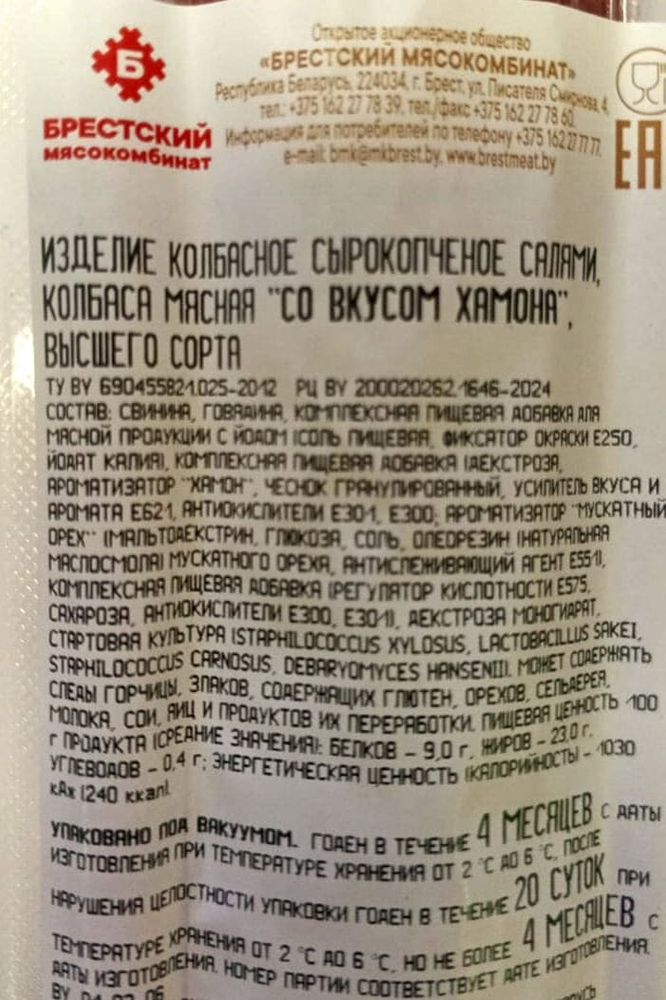 Б
БРЕСТСКИЙ
МЯСОКОМБИНАТ
Открытое акционерное общество
«БРЕСТСКИЙ МЯСОКОМБИНАТ»
Республика Беларусь, 224034, г. Брест, ул. Писателя Смирнова, 4,
тел.: +375 162 27 78 39, тел./факс +375 162 27 78 60.
Информация для потребителей по телефону +375 162 27 77 77.
e-mail: bmk@mkbrest.by, www.brestmeat.by
ЕАС
ИЗДЕЛИЕ КОЛБАСНОЕ СЫРОКОПЧЕНОЕ САЛЯМИ,
КОЛБАСА МЯСНАЯ "СО ВКУСОМ ХАМОНА",
ВЫСШЕГО СОРТА
ТУ BY 690455821.025-2012 РЦ BY 200020262.1646-2024
СОСТАВ: СВИНИНА, ГОВЯДИНА, КОМПЛЕКСНАЯ ПИЩЕВАЯ ДОБАВКА ДЛЯ
МЯСНОЙ ПРОДУКЦИИ С ЙОДОМ (СОЛЬ ПИЩЕВАЯ, ФИКСАТОР ОКРАСКИ Е250,
ЙОДАТ КАЛИЯ), КОМПЛЕКСНАЯ ПИЩЕВАЯ ДОБАВКА (ДЕКСТРОЗА,
АРОМАТИЗАТОР "ХАМОН", ЧЕСНОК ГРАНУЛИРОВАННЫЙ, УСИЛИТЕЛЬ ВКУСА И
АРОМАТА Е621, АНТИОКИСЛИТЕЛИ Е301, Е300, АРОМАТИЗАТОР "МУСКАТНЫЙ
ОРЕХ" (МАЛЬТОДЕКСТРИН, ГЛЮКОЗА, СОЛЬ, ОЛЕОРЕЗИН (НАТУРАЛЬНАЯ
МАСЛОСМОЛА) МУСКАТНОГО ОРЕХА, АНТИСЛЕЖИВАЮЩИЙ АГЕНТ Е551),
КОМПЛЕКСНАЯ ПИЩЕВАЯ ДОБАВКА (РЕГУЛЯТОР КИСЛОТНОСТИ Е575,
САХАРОЗА, АНТИОКИСЛИТЕЛИ Е300, Е301), ДЕКСТРОЗА МОНОГИДРАТ,
СТАРТОВАЯ КУЛЬТУРА (STAPHILOCOCCUS XYLOSUS, LACTOBACILLUS SAKEI,
STAPHILOCOCCUS CARNOSUS, DEBARYOMYCES HANSENII). МОЖЕТ СОДЕРЖАТЬ
СЛЕДЫ ГОРЧИЦЫ, ЗЛАКОВ, СОДЕРЖАЩИХ ГЛЮТЕН, ОРЕХОВ, СЕЛЬДЕРЕЯ,
МОЛОКА, СОИ, ЯИЦ И ПРОДУКТОВ ИХ ПЕРЕРАБОТКИ. ПИЩЕВАЯ ЦЕННОСТЬ 100
г ПРОДУКТА (СРЕДНИЕ ЗНАЧЕНИЯ): БЕЛКОВ – 9,0 г, ЖИРОВ – 23,0 г,
УГЛЕВОДОВ – 0,4 г; ЭНЕРГЕТИЧЕСКАЯ ЦЕННОСТЬ (КАЛОРИЙНОСТЬ) – 1030
кДж (240 ккал).
УПАКОВАНО ПОД ВАКУУМОМ. ГОДЕН В ТЕЧЕНИЕ 4 МЕСЯЦЕВ С ДАТЫ
ИЗГОТОВЛЕНИЯ ПРИ ТЕМПЕРАТУРЕ ХРАНЕНИЯ ОТ 2 °С ДО 6 °С, ПОСЛЕ
НАРУШЕНИЯ ЦЕЛОСТНОСТИ УПАКОВКИ ГОДЕН В ТЕЧЕНИЕ 20 СУТОК ПРИ
ТЕМПЕРАТУРЕ ХРАНЕНИЯ ОТ 2 °С ДО 6 °С, НО НЕ БОЛЕЕ 4 МЕСЯЦЕВ С
ДАТЫ ИЗГОТОВЛЕНИЯ. НОМЕР ПАРТИИ СООТВЕТСТВУЕТ ДАТЕ ИЗГОТОВЛЕНИЯ.